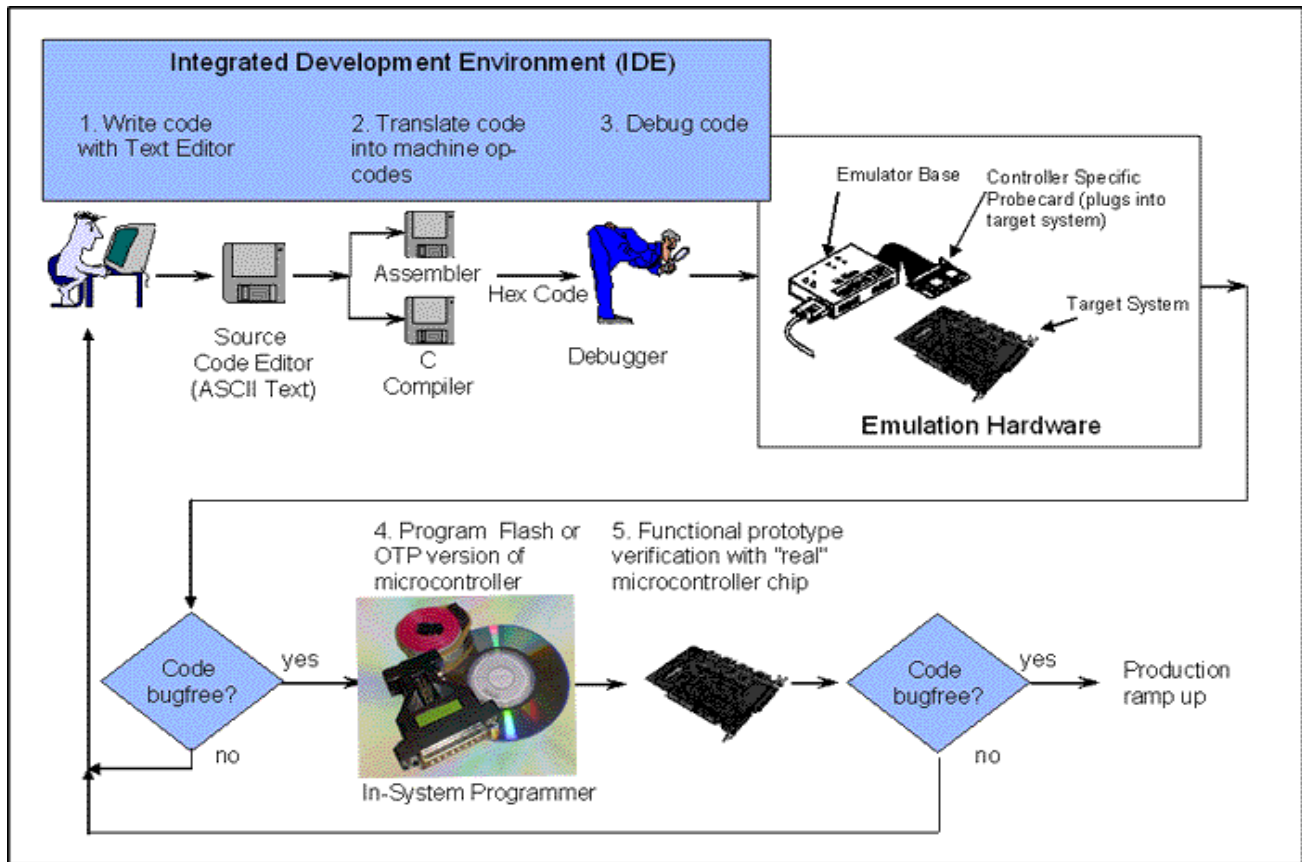 Integrated Development Environment (IDE)
1. Write code
with Text Editor
2. Translate code
into machine op-
codes
3. Debug code
Emulator Base
Controller Specific
Probecard (plugs into
target system)
Target System
Emulation Hardware
Source
Code Editor
(ASCII Text)
Assembler
C
Compiler
Hex Code
Debugger
4. Program Flash or
OTP version of
microcontroller
5. Functional prototype
verification with "real"
microcontroller chip
Code
bugfree?
yes
no
In-System Programmer
Code
bugfree?
yes
no
Production
ramp up